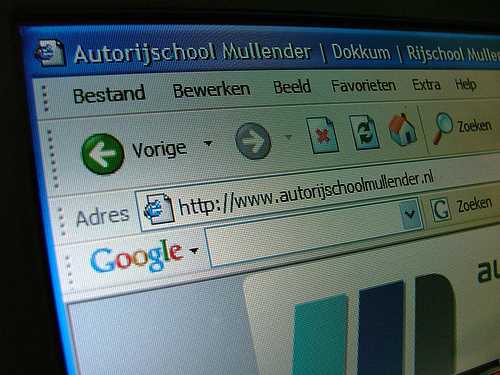 Autorijschool Mullender | Dokkum | Rijschool
Bestand Bewerken Beeld Favorieten Extra Help
Vorige Zoeken
Adres http://www.autorijschoolmullender.nl
Google G Zoeken